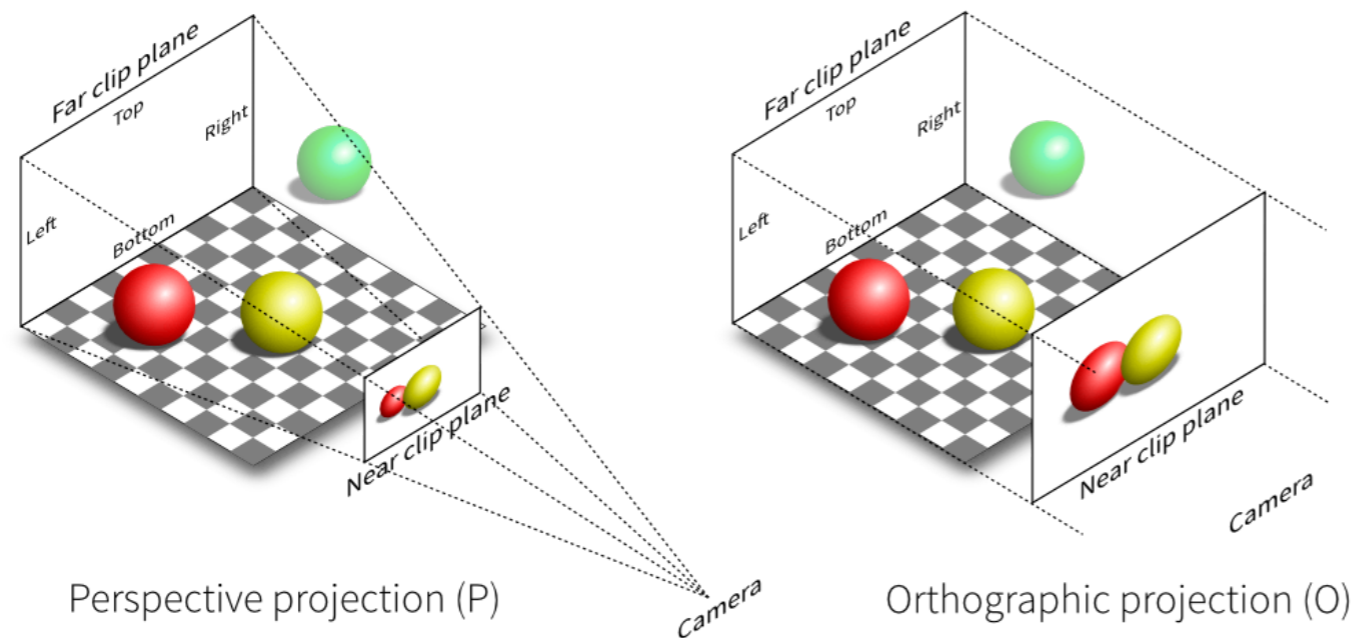 Far clip plane
Top
Right
Left
Bottom
Near clip plane
Camera
Perspective projection (P)
Far clip plane
Top
Right
Left
Bottom
Near clip plane
Camera
Orthographic projection (O)